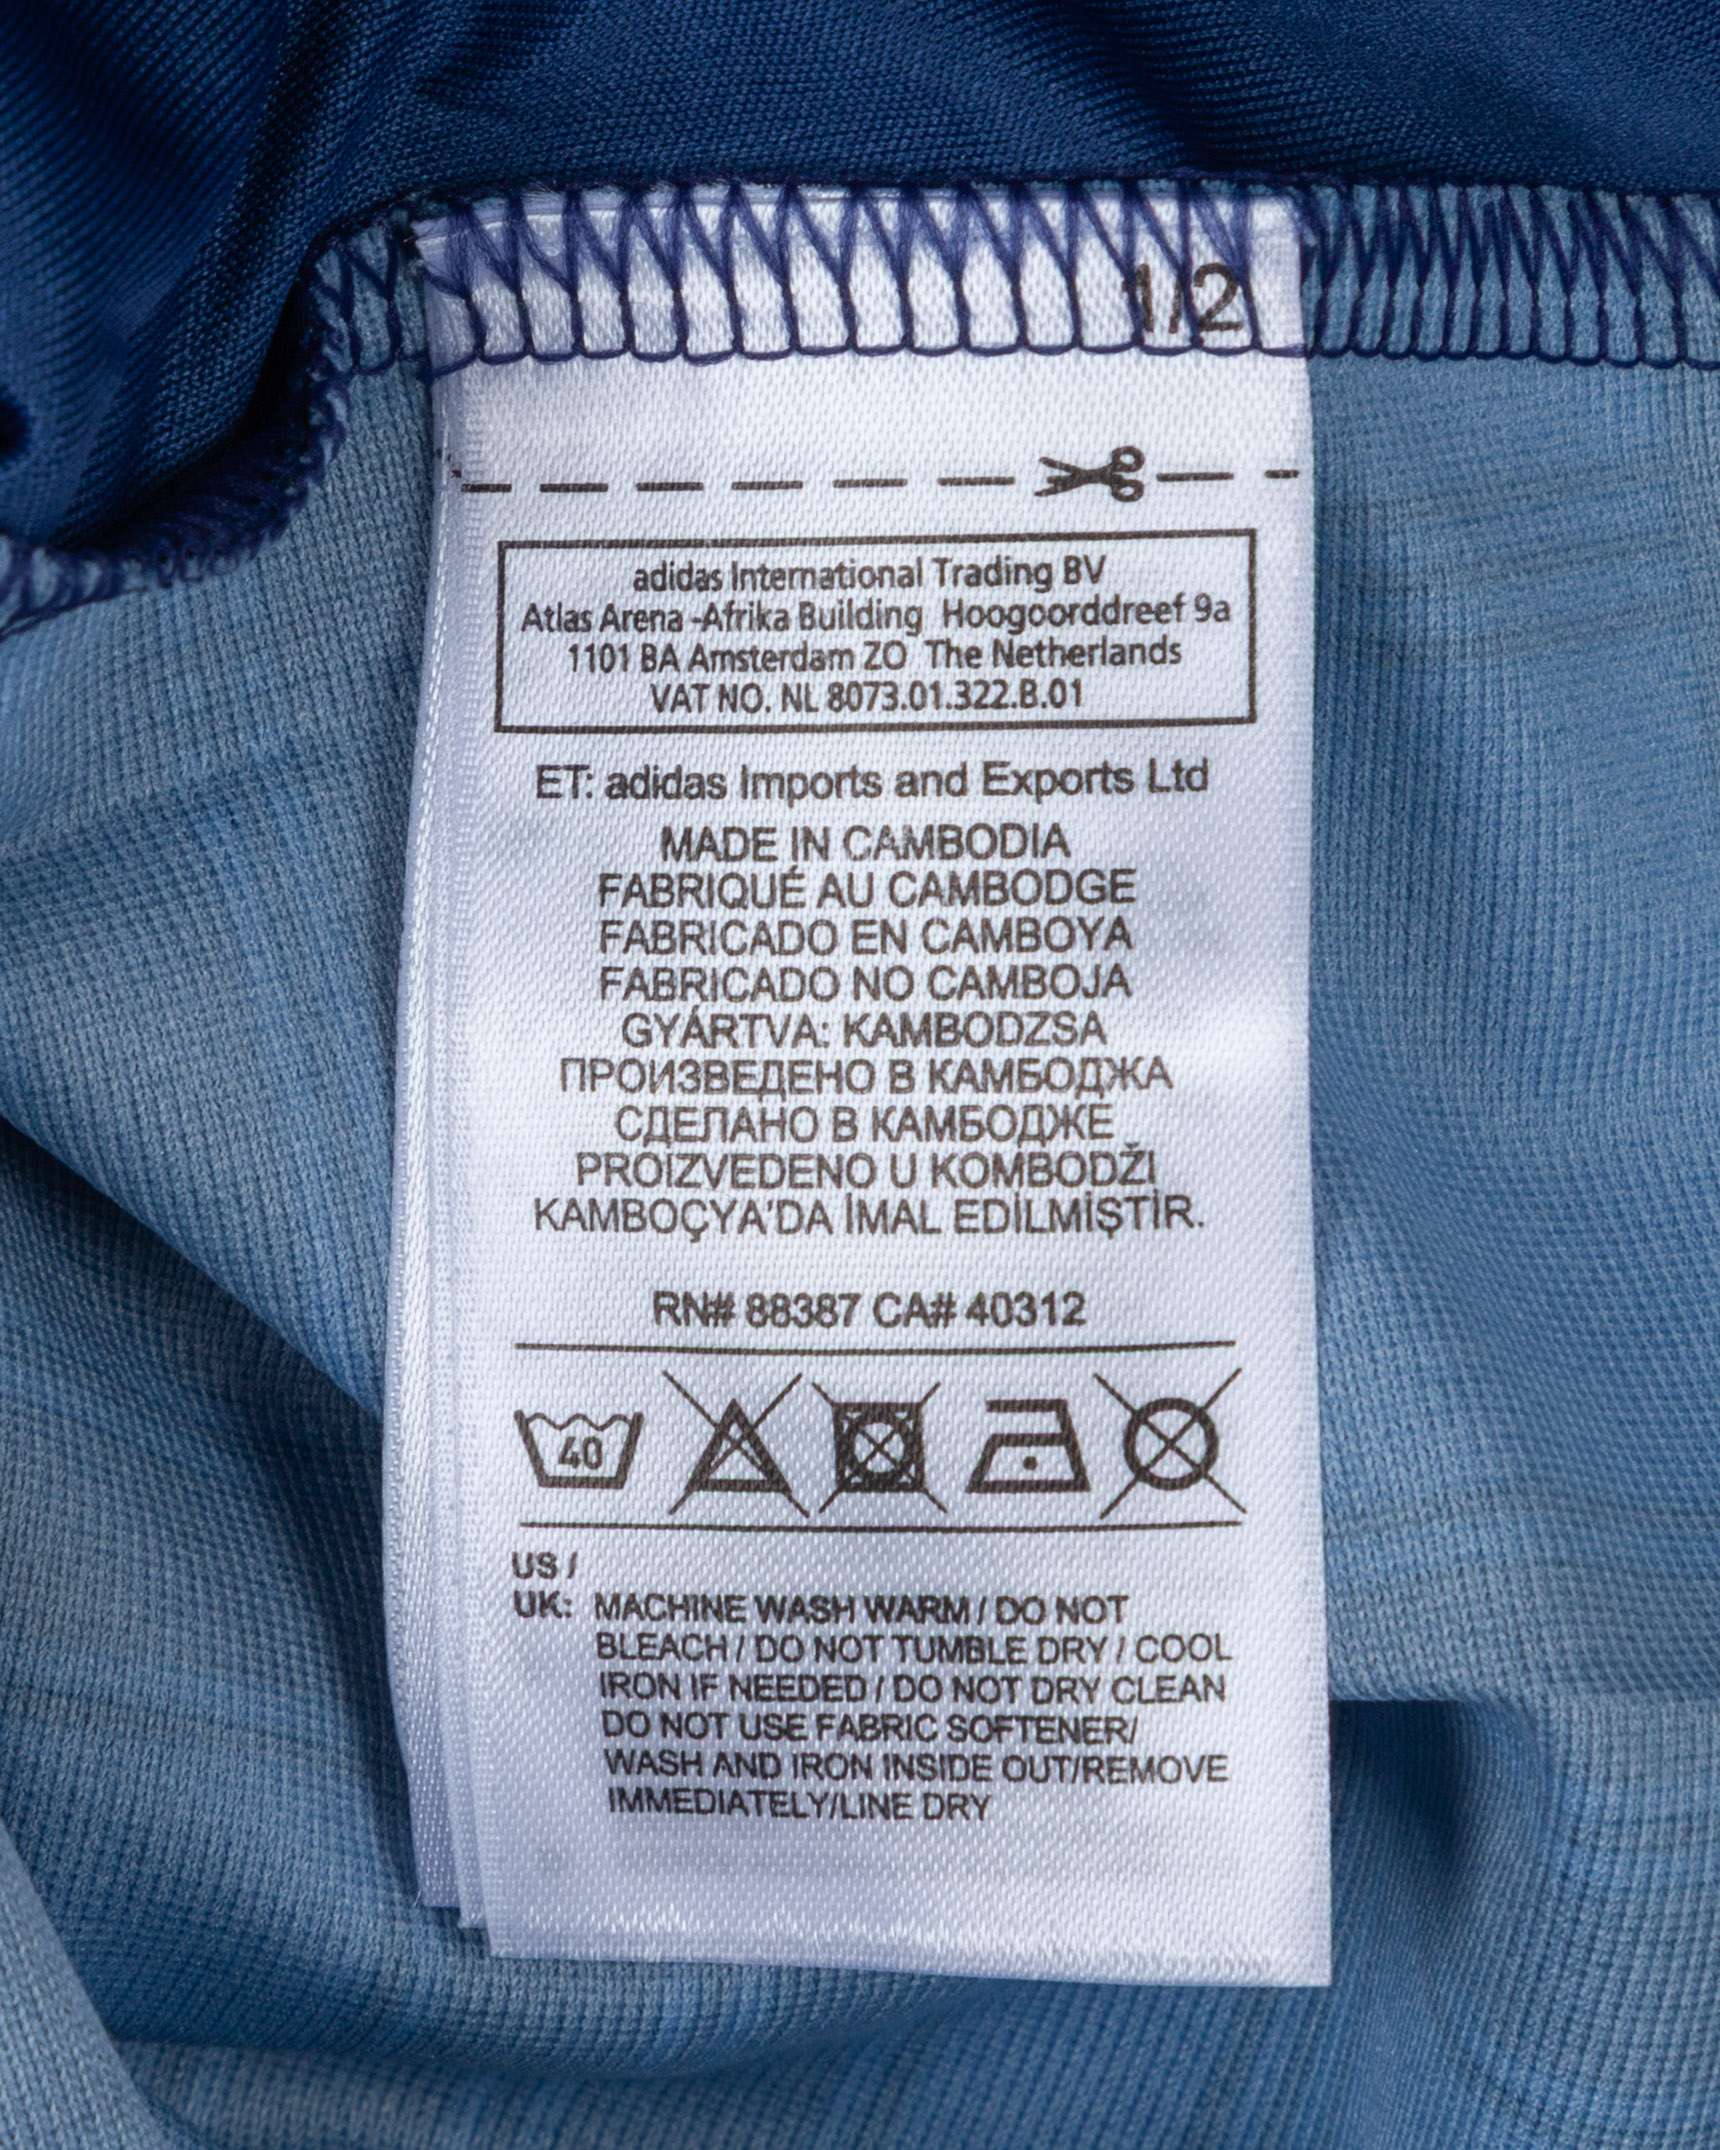 1/2
adidas International Trading BV
Atlas Arena -Afrika Building Hoogoorddreef 9a
1101 BA Amsterdam ZO The Netherlands
VAT NO. NL 8073.01.322.B.01
ET: adidas Imports and Exports Ltd
MADE IN CAMBODIA
FABRIQUÉ AU CAMBODGE
FABRICADO EN CAMBOYA
FABRICADO NO CAMBOJA
GYÁRTVA: KAMBODZSA
ПРОИЗВЕДЕНО В КАМБОДЖА
СДЕЛАНО В КАМБОДЖЕ
PROIZVEDENO U KOMBODŽI
KAMBOÇYA'DA İMAL EDİLMİŞTİR.
RN# 88387 CA# 40312
40
US /
UK: MACHINE WASH WARM / DO NOT
BLEACH / DO NOT TUMBLE DRY / COOL
IRON IF NEEDED / DO NOT DRY CLEAN
DO NOT USE FABRIC SOFTENER/
WASH AND IRON INSIDE OUT/REMOVE
IMMEDIATELY/LINE DRY